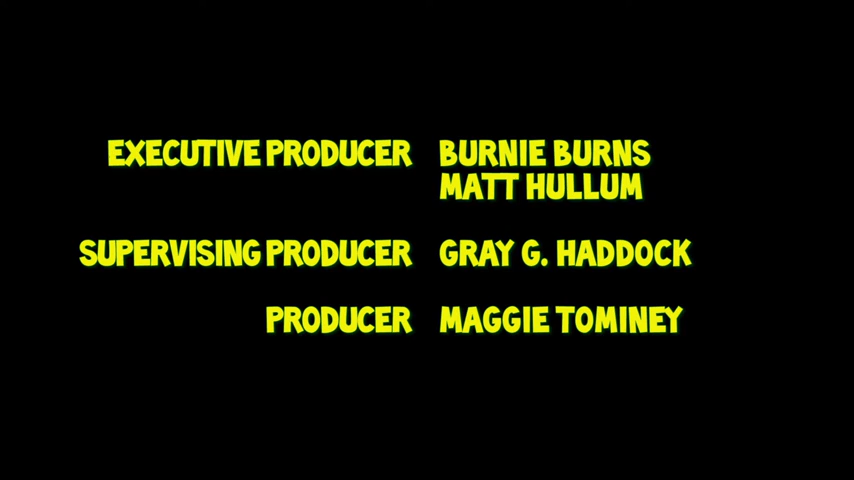 EXECUTIVE PRODUCER BURNIE BURNS
MATT HULLUM
SUPERVISING PRODUCER GRAY G. HADDOCK
PRODUCER MAGGIE TOMINEY